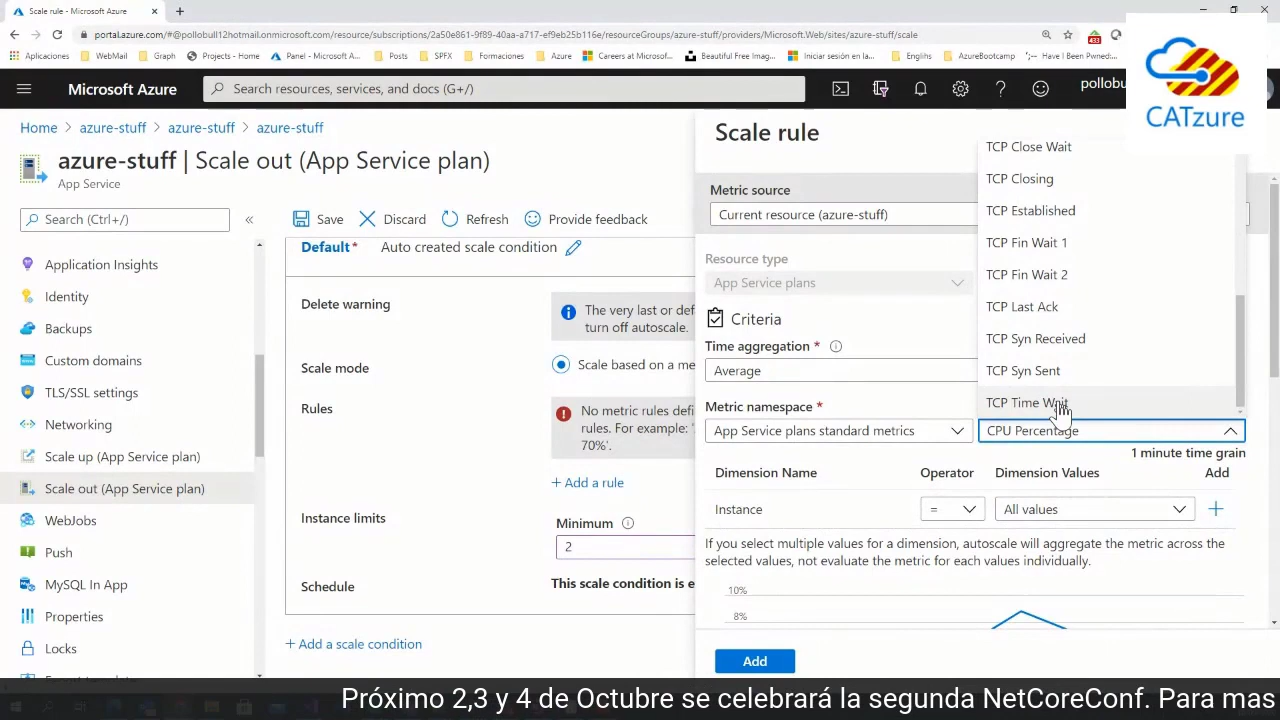 Scale rule - Microsoft Azure
portal.azure.com/#@pollobull12hotmail.onmicrosoft.com/resource/subscriptions/2a50e861-9f89-40aa-a717-ef9eb25b116e/resourceGroups/azure-stuff/providers/Microsoft.Web/sites/azure-stuff/scale
Aplicaciones
WebMail
Graph
Projects - Home
Panel - Microsoft A...
Posts
SPFX
Formaciones
Azure
Careers at Microsof...
Beautiful Free Imag...
Iniciar sesión en la...
Englihs
AzureBootcamp
Have I Been Pwned...
CATzure
Microsoft Azure
Search resources, services, and docs (G+/)
pollobu
Home > azure-stuff > azure-stuff > azure-stuff
azure-stuff | Scale out (App Service plan)
App Service
Search (Ctrl+/)
«
Save
Discard
Refresh
Provide feedback
Application Insights
Identity
Backups
Custom domains
TLS/SSL settings
Networking
Scale up (App Service plan)
Scale out (App Service plan)
WebJobs
Push
MySQL In App
Properties
Locks
Default* Auto created scale condition
Delete warning
The very last or def
turn off autoscale.
Scale mode
Scale based on a me
Rules
No metric rules defi
rules. For example: '
70%'.
+ Add a rule
Instance limits
Minimum
2
Schedule
This scale condition is e
+ Add a scale condition
Scale rule
Metric source
Current resource (azure-stuff)
Resource type
App Service plans
Criteria
Time aggregation *
Average
Metric namespace *
App Service plans standard metrics
TCP Close Wait
TCP Closing
TCP Established
TCP Fin Wait 1
TCP Fin Wait 2
TCP Last Ack
TCP Syn Received
TCP Syn Sent
TCP Time Wait
CPU Percentage
1 minute time grain
Dimension Name
Operator
Dimension Values
Add
Instance
=
All values
+
If you select multiple values for a dimension, autoscale will aggregate the metric across the
selected values, not evaluate the metric for each values individually.
10%
8%
Add
Próximo 2,3 y 4 de Octubre se celebrará la segunda NetCoreConf. Para mas